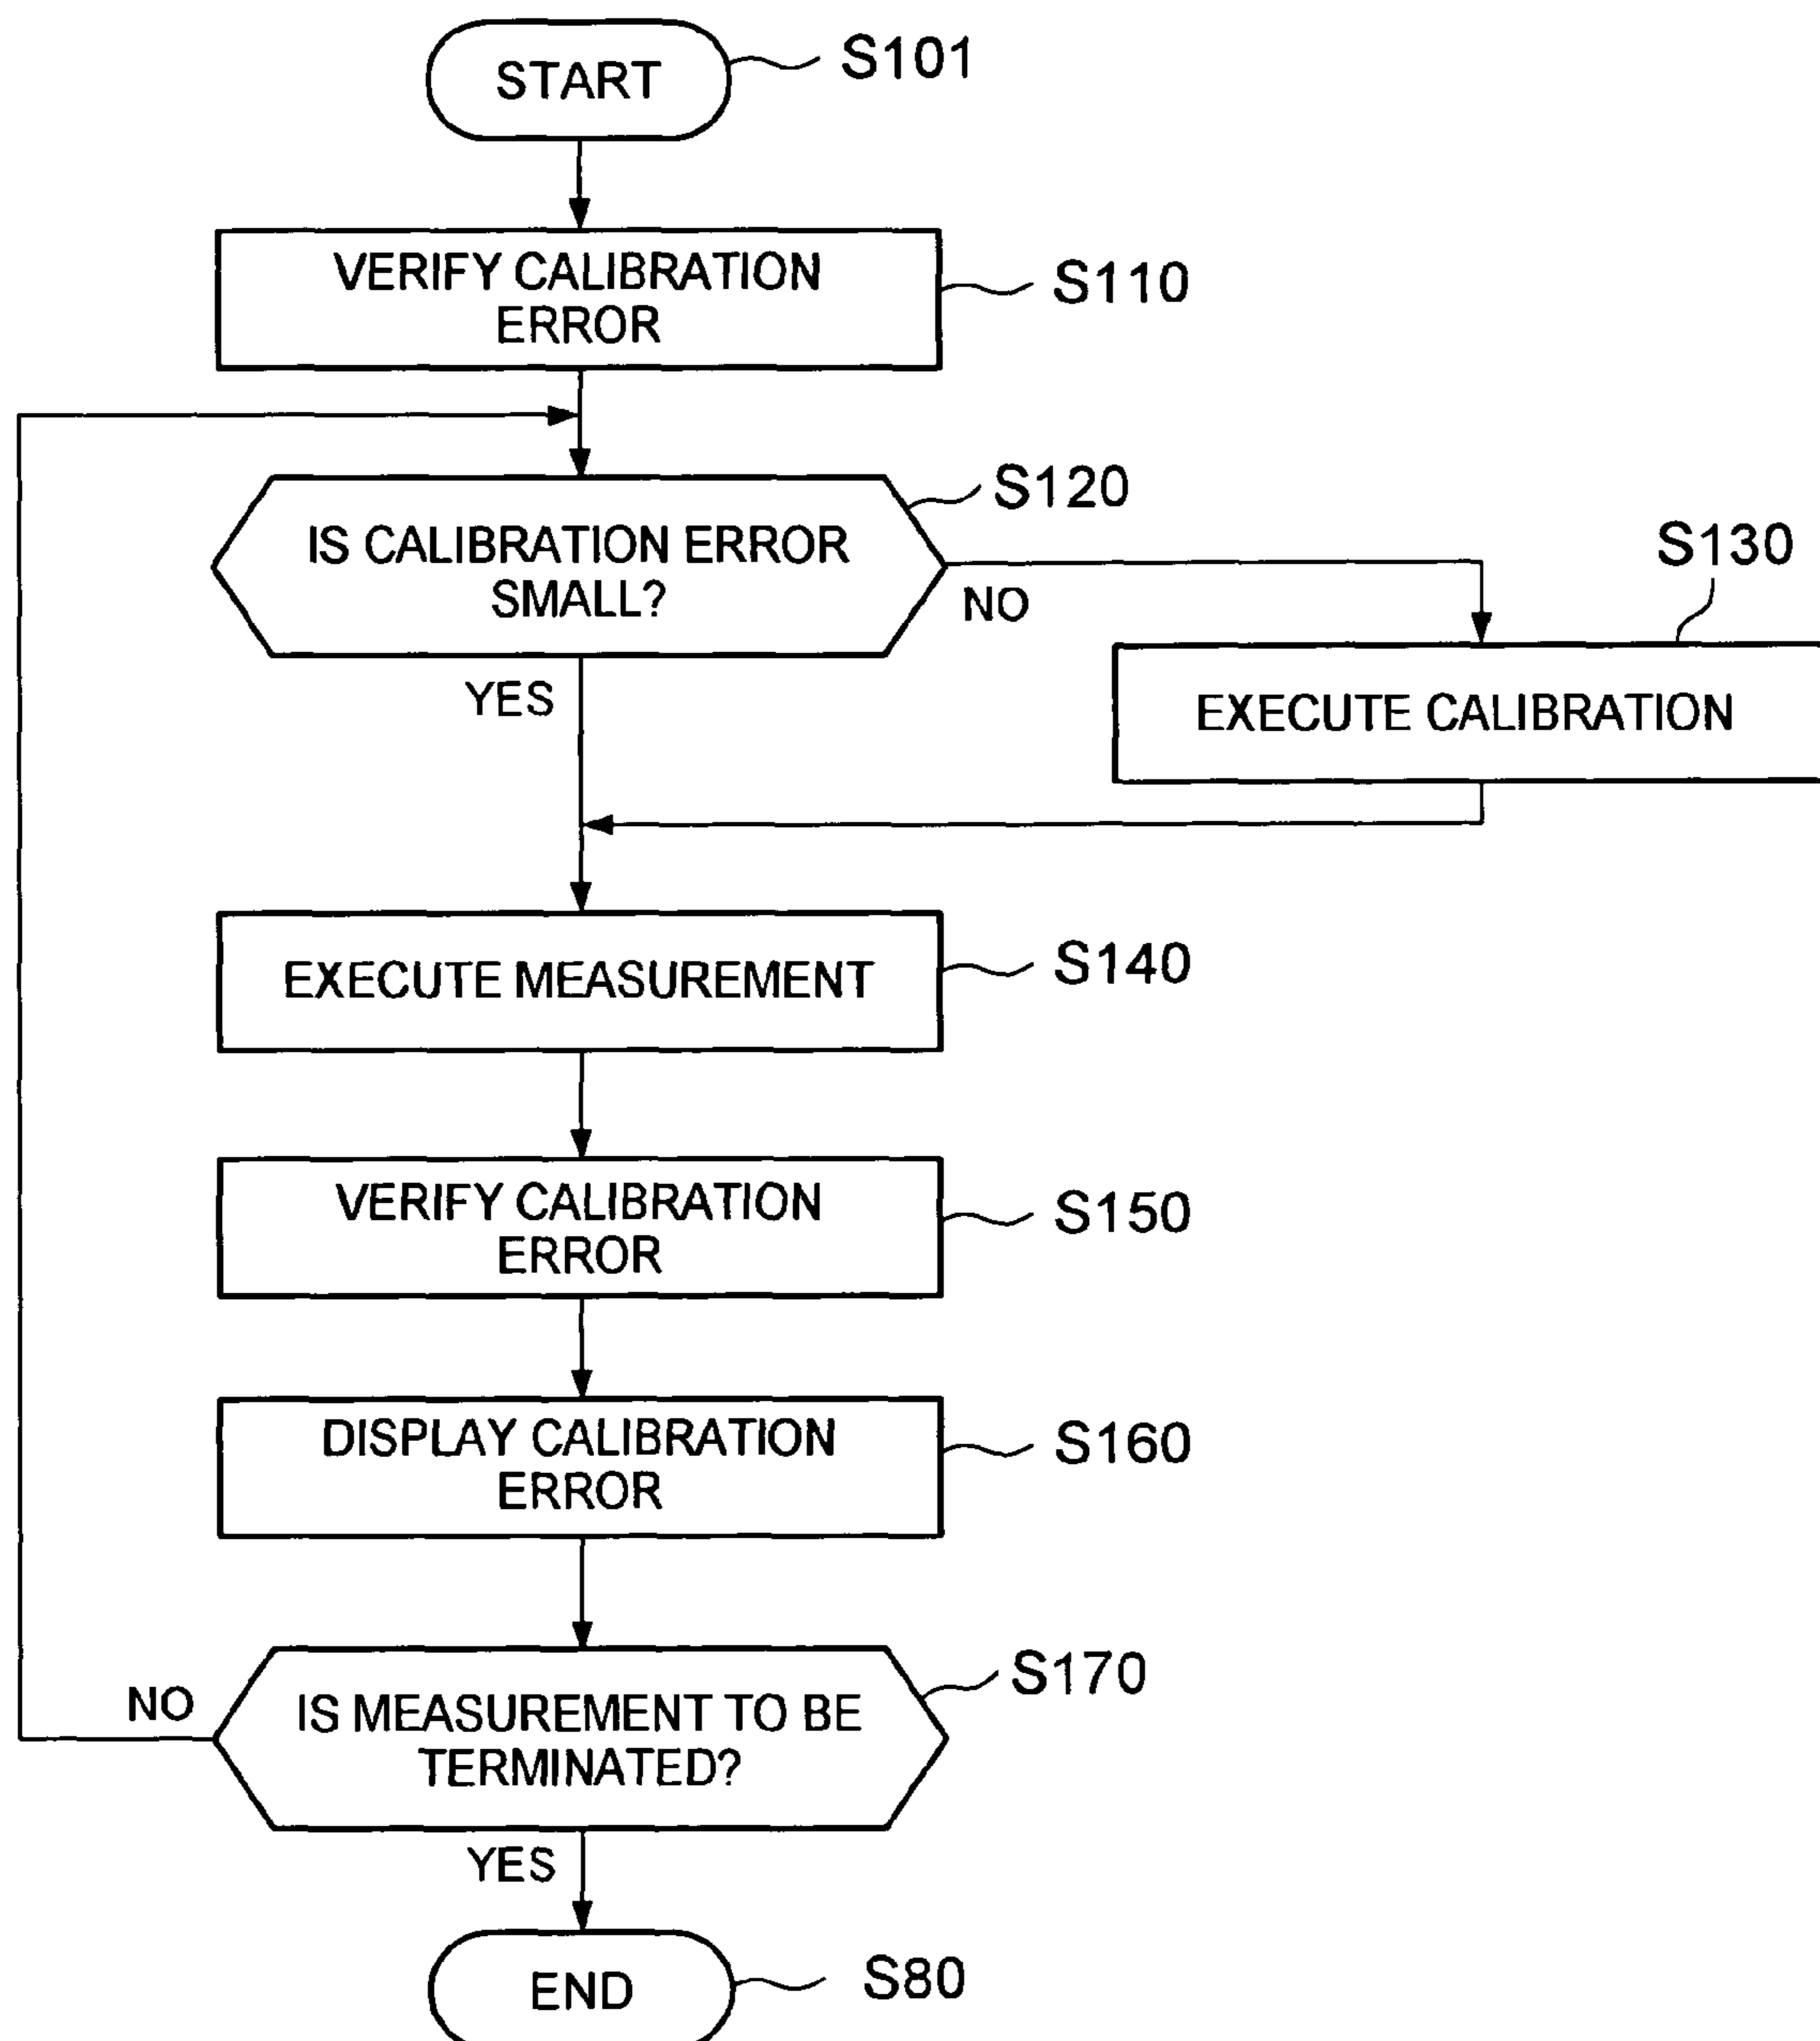 START
S101
VERIFY CALIBRATION
ERROR
S110
S120
IS CALIBRATION ERROR
SMALL?
NO
S130
YES
EXECUTE CALIBRATION
EXECUTE MEASUREMENT
S140
VERIFY CALIBRATION
ERROR
S150
DISPLAY CALIBRATION
ERROR
S160
S170
NO
IS MEASUREMENT TO BE
TERMINATED?
YES
END
S80